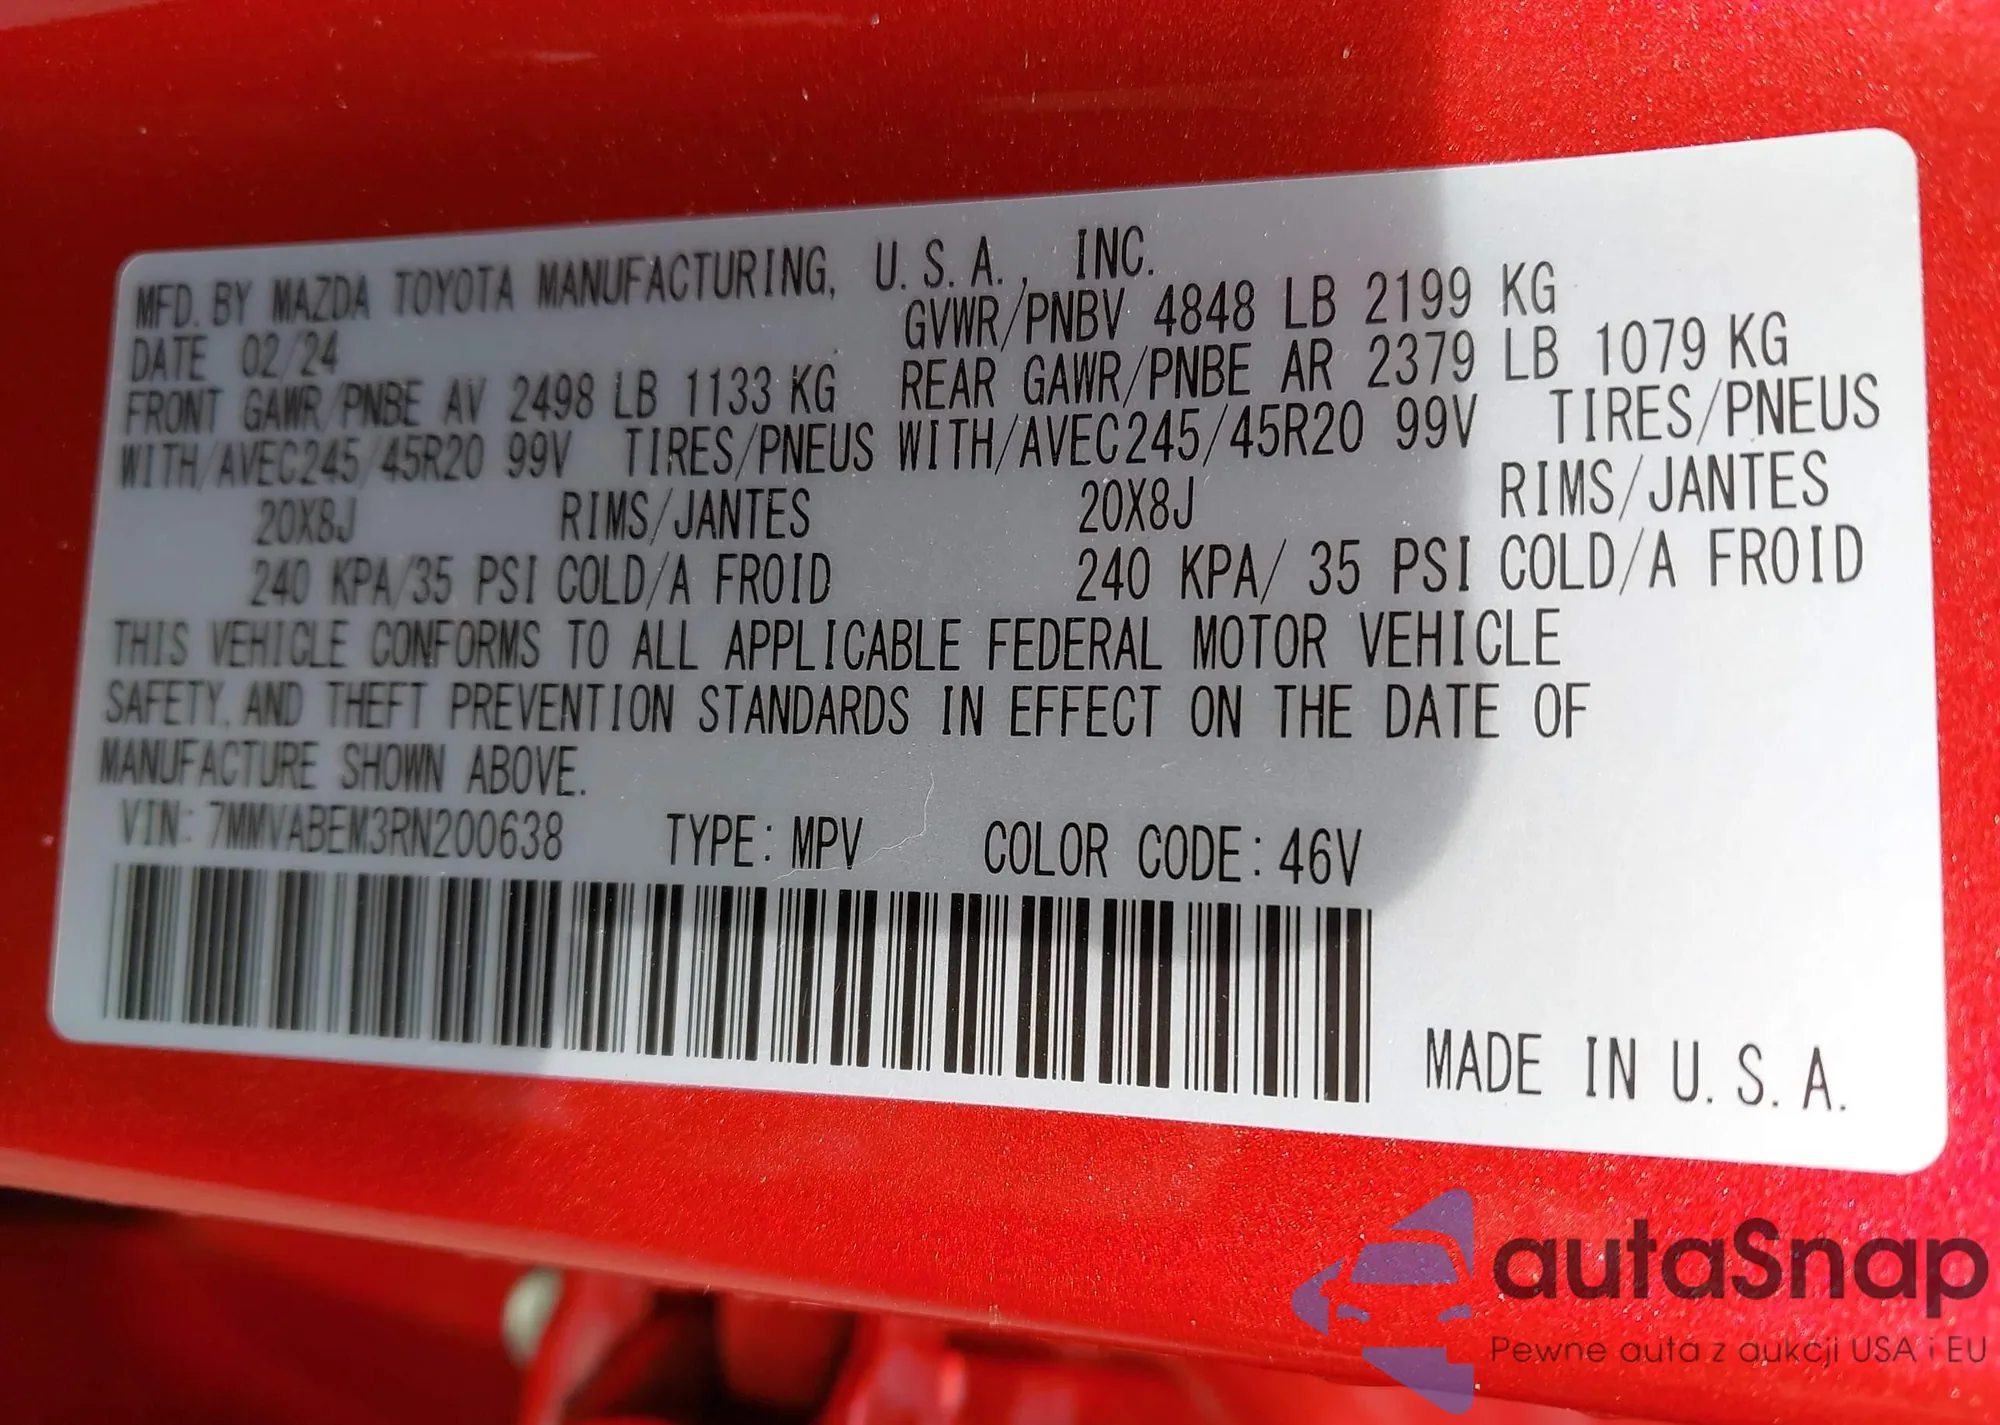 MFD. BY MAZDA TOYOTA MANUFACTURING, U. S. A. , INC.
DATE 02/24 GVWR/PNBV 4848 LB 2199 KG
FRONT GAWR/PNBE AV 2498 LB 1133 KG REAR GAWR/PNBE AR 2379 LB 1079 KG
WITH/AVEC245/45R20 99V TIRES/PNEUS WITH/AVEC245/45R20 99V TIRES/PNEUS
20X8J RIMS/JANTES 20X8J RIMS/JANTES
240 KPA/35 PSI COLD/A FROID 240 KPA/ 35 PSI COLD/A FROID
THIS VEHICLE CONFORMS TO ALL APPLICABLE FEDERAL MOTOR VEHICLE
SAFETY, AND THEFT PREVENTION STANDARDS IN EFFECT ON THE DATE OF
MANUFACTURE SHOWN ABOVE.
VIN: 7MMVABEM3RN200638 TYPE: MPV COLOR CODE: 46V
MADE IN U. S. A.
autaSnap
Pewne auta z aukcji USA i EU